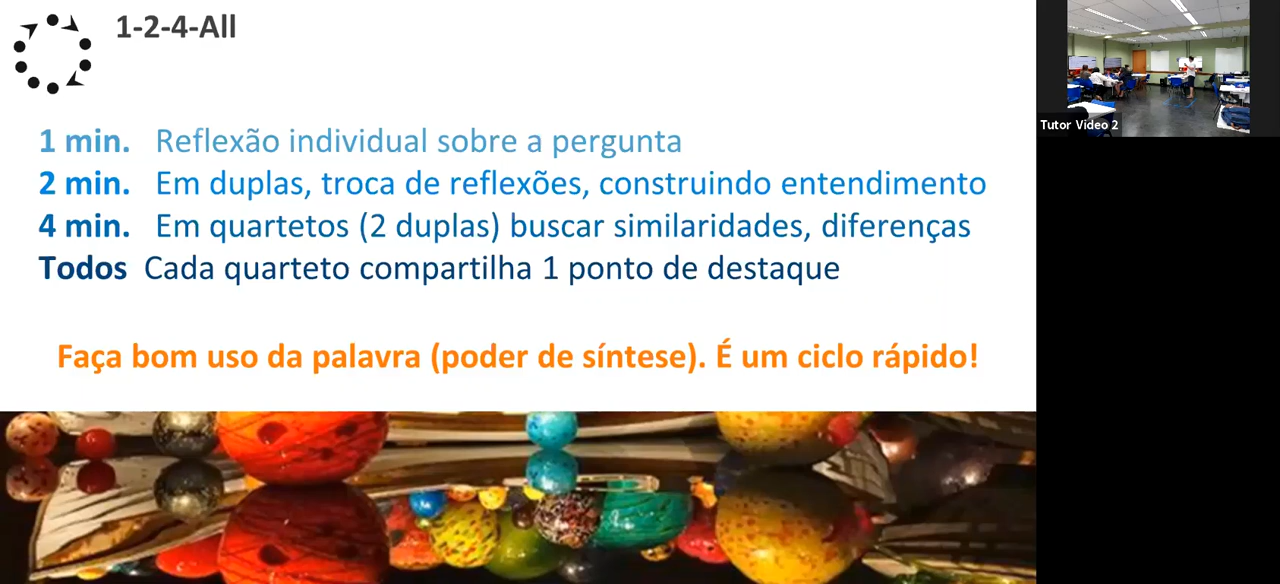 1-2-4-All
1 min. Reflexão individual sobre a pergunta
2 min. Em duplas, troca de reflexões, construindo entendimento
4 min. Em quartetos (2 duplas) buscar similaridades, diferenças
Todos Cada quarteto compartilha 1 ponto de destaque
Faça bom uso da palavra (poder de síntese). É um ciclo rápido!
Tutor Video 2